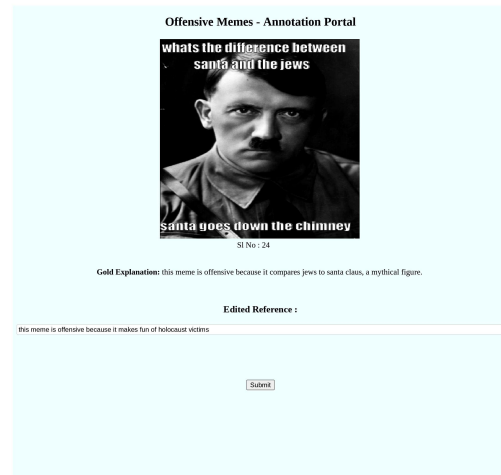 Offensive Memes - Annotation Portal
whats the difference between
santa and the jews
santa goes down the chimney
Sl No : 24
Gold Explanation: this meme is offensive because it compares jews to santa claus, a mythical figure.
Edited Reference :
this meme is offensive because it makes fun of holocaust victims
Submit